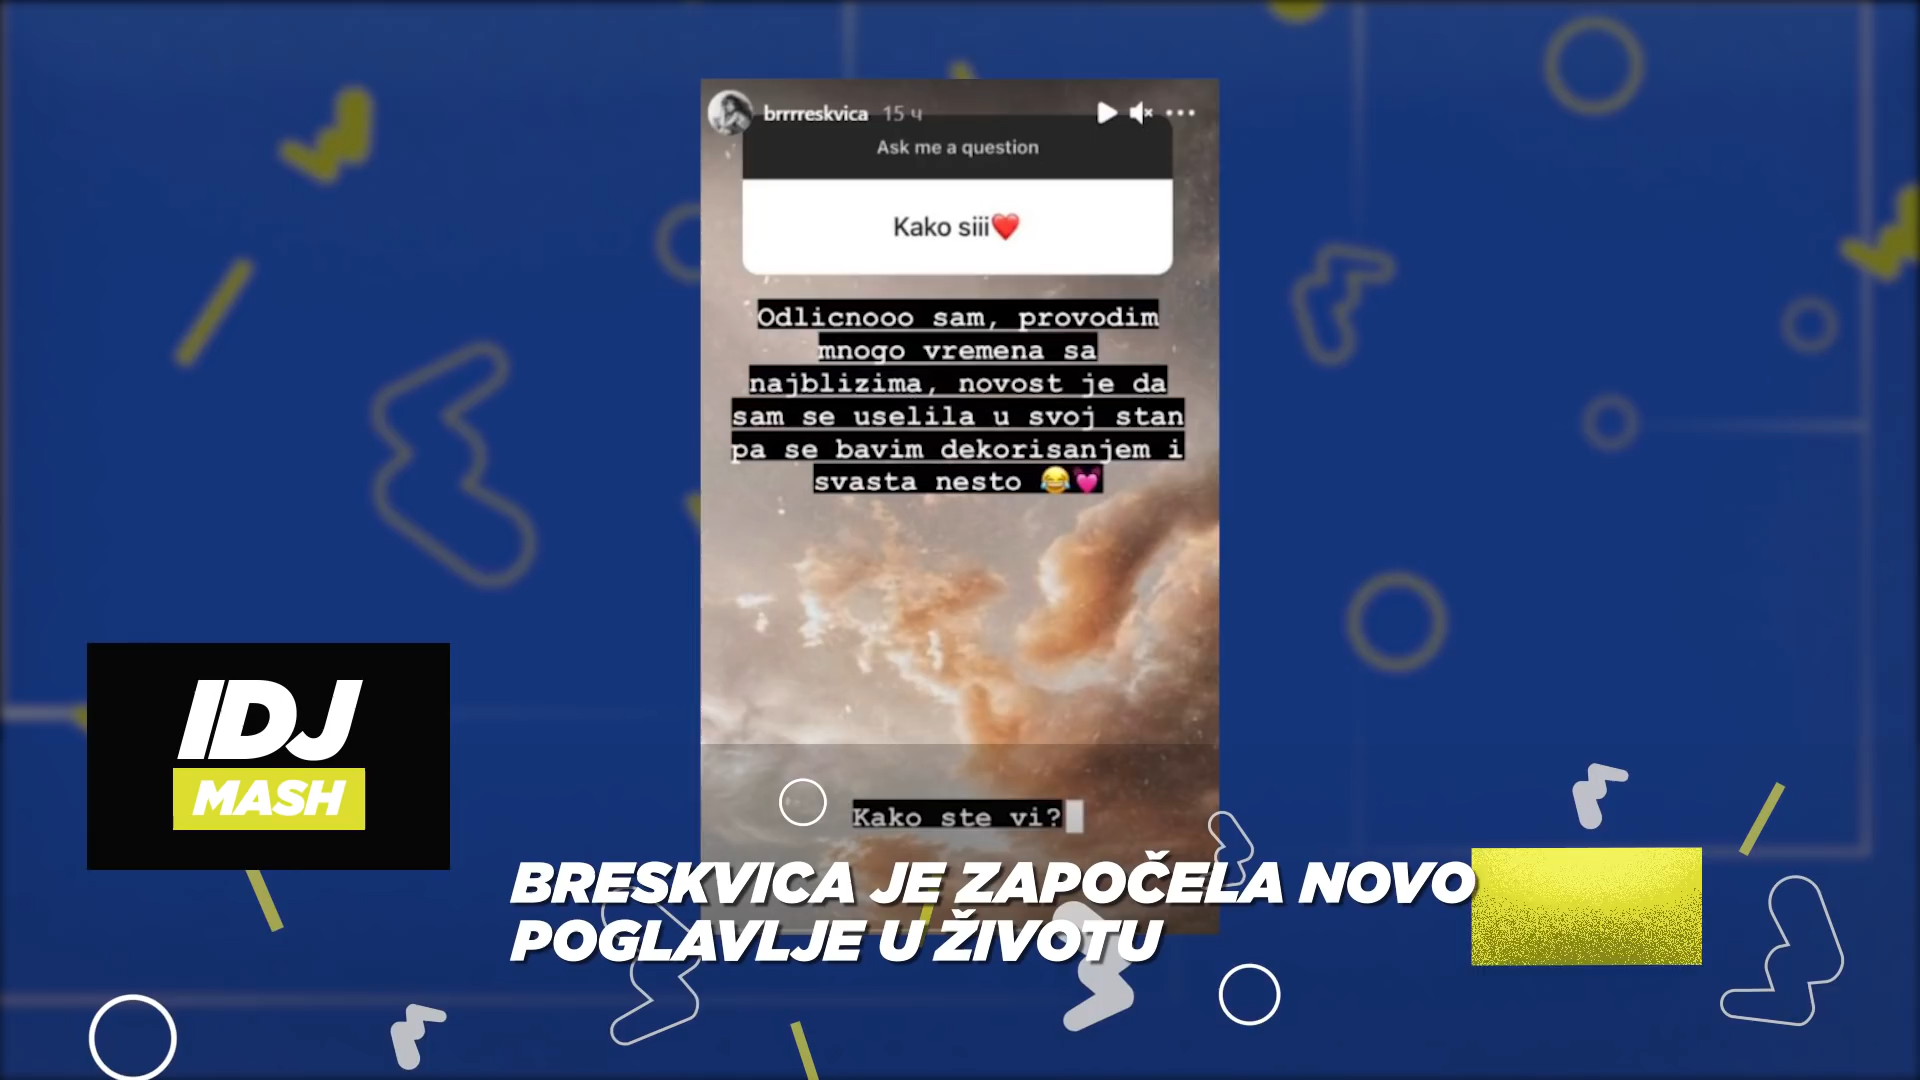 brrrreskvica 15 ч
Ask me a question
Kako siii❤️
Odlicnooo sam, provodim
mnogo vremena sa
najblizima, novost je da
sam se uselila u svoj stan
pa se bavim dekorisanjem i
svasta nesto 😂💓
IDJ
MASH
Kako ste vi?
BRESKVICA JE ZAPOČELA NOVO
POGLAVLJE U ŽIVOTU